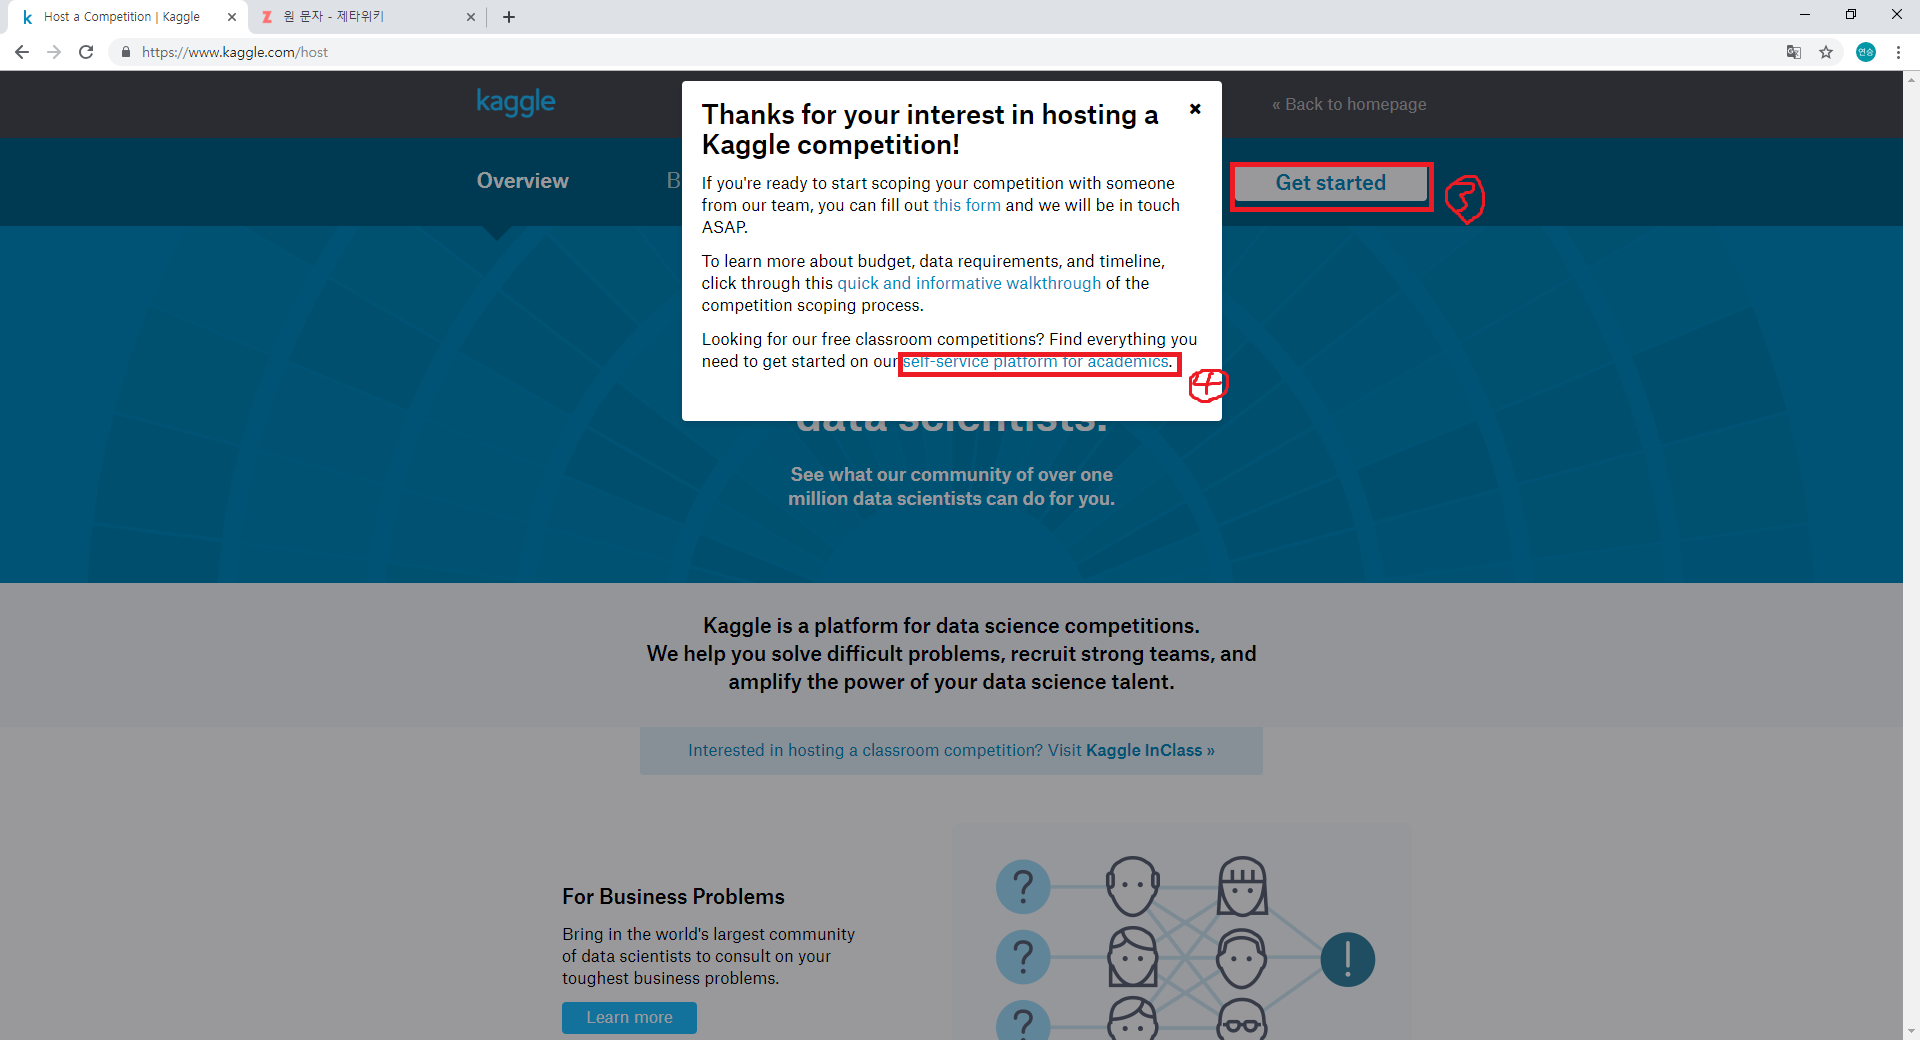 Host a Competition | Kaggle
원 문자 - 제타위키
https://www.kaggle.com/host
연승
kaggle
« Back to homepage
Overview
B
Get started
3
Thanks for your interest in hosting a
Kaggle competition!
If you're ready to start scoping your competition with someone
from our team, you can fill out this form and we will be in touch
ASAP.
To learn more about budget, data requirements, and timeline,
click through this quick and informative walkthrough of the
competition scoping process.
Looking for our free classroom competitions? Find everything you
need to get started on our self-service platform for academics.
4
data scientists.
See what our community of over one
million data scientists can do for you.
Kaggle is a platform for data science competitions.
We help you solve difficult problems, recruit strong teams, and
amplify the power of your data science talent.
Interested in hosting a classroom competition? Visit Kaggle InClass »
For Business Problems
Bring in the world's largest community
of data scientists to consult on your
toughest business problems.
Learn more
? 
? !
?